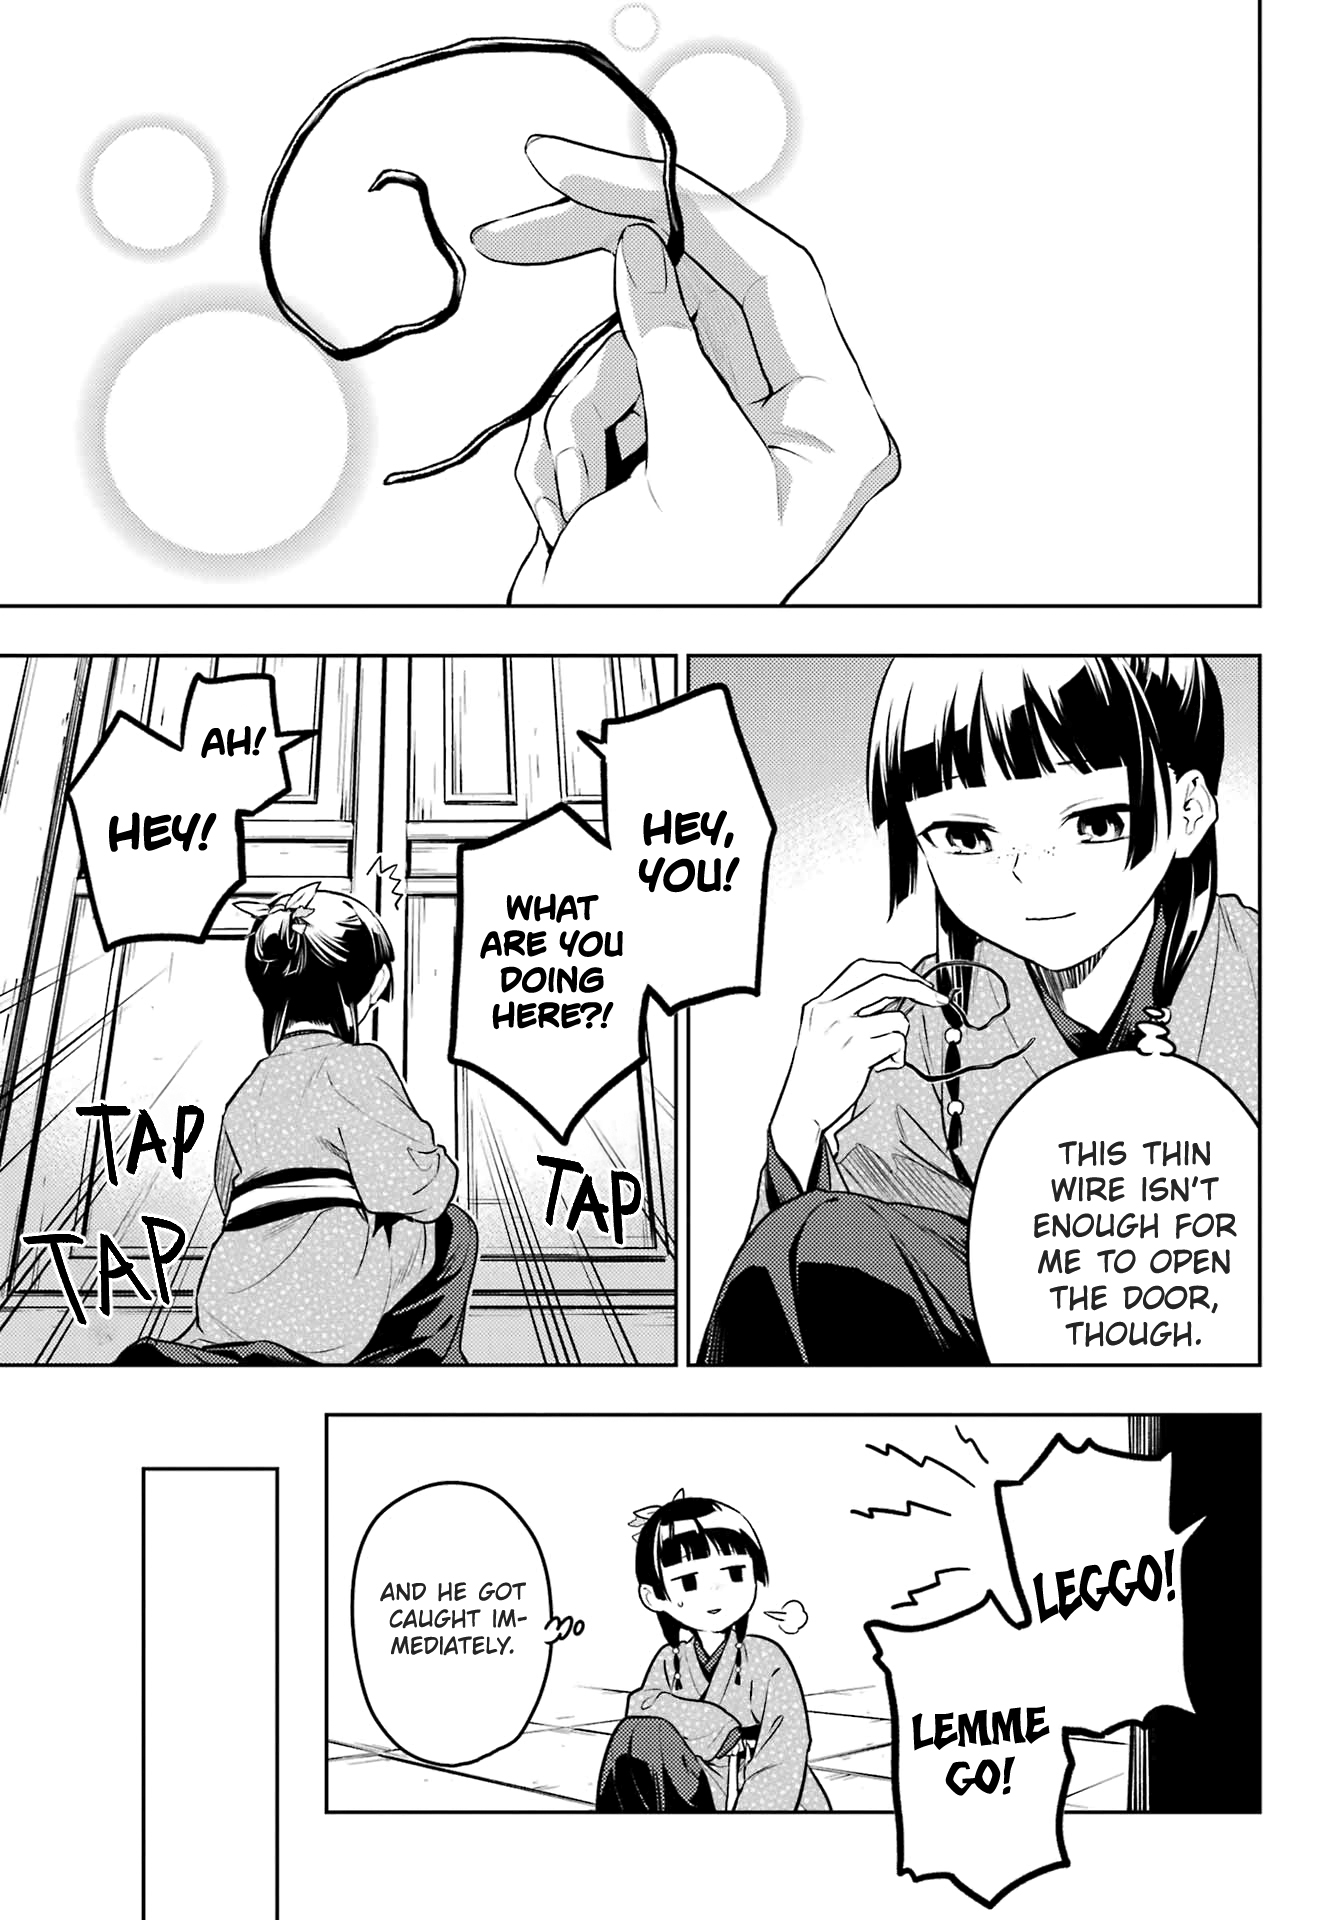 THIS THIN
WIRE ISN'T
ENOUGH FOR
ME TO OPEN
THE DOOR,
THOUGH.
HEY,
YOU!
WHAT
ARE YOU
DOING
HERE?!
AH!
HEY!
TAP
TAP
TAP
LEGGO!
LEMME
GO!
AND HE GOT
CAUGHT IM-
MEDIATELY.